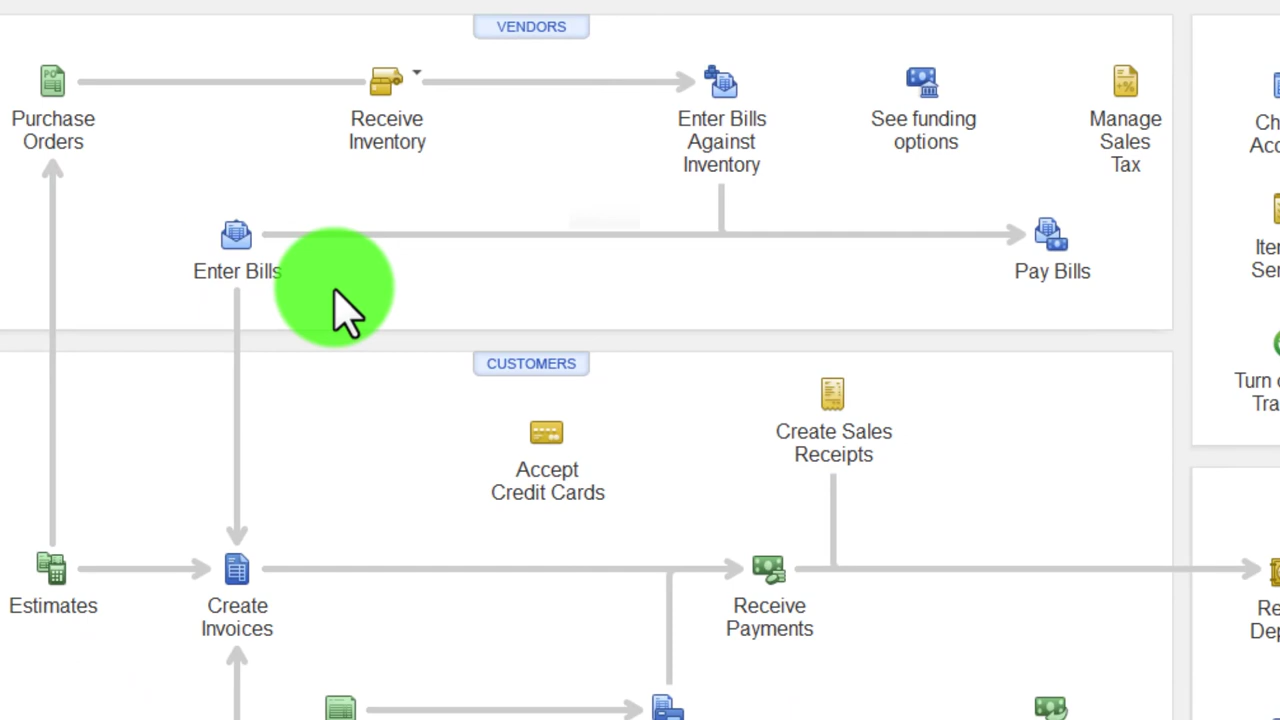 VENDORS
Purchase
Orders
Receive
Inventory
Enter Bills
Against
Inventory
See funding
options
Manage
Sales
Tax
Enter Bills
Pay Bills
CUSTOMERS
Accept
Credit Cards
Create Sales
Receipts
Estimates
Create
Invoices
Receive
Payments
Turn